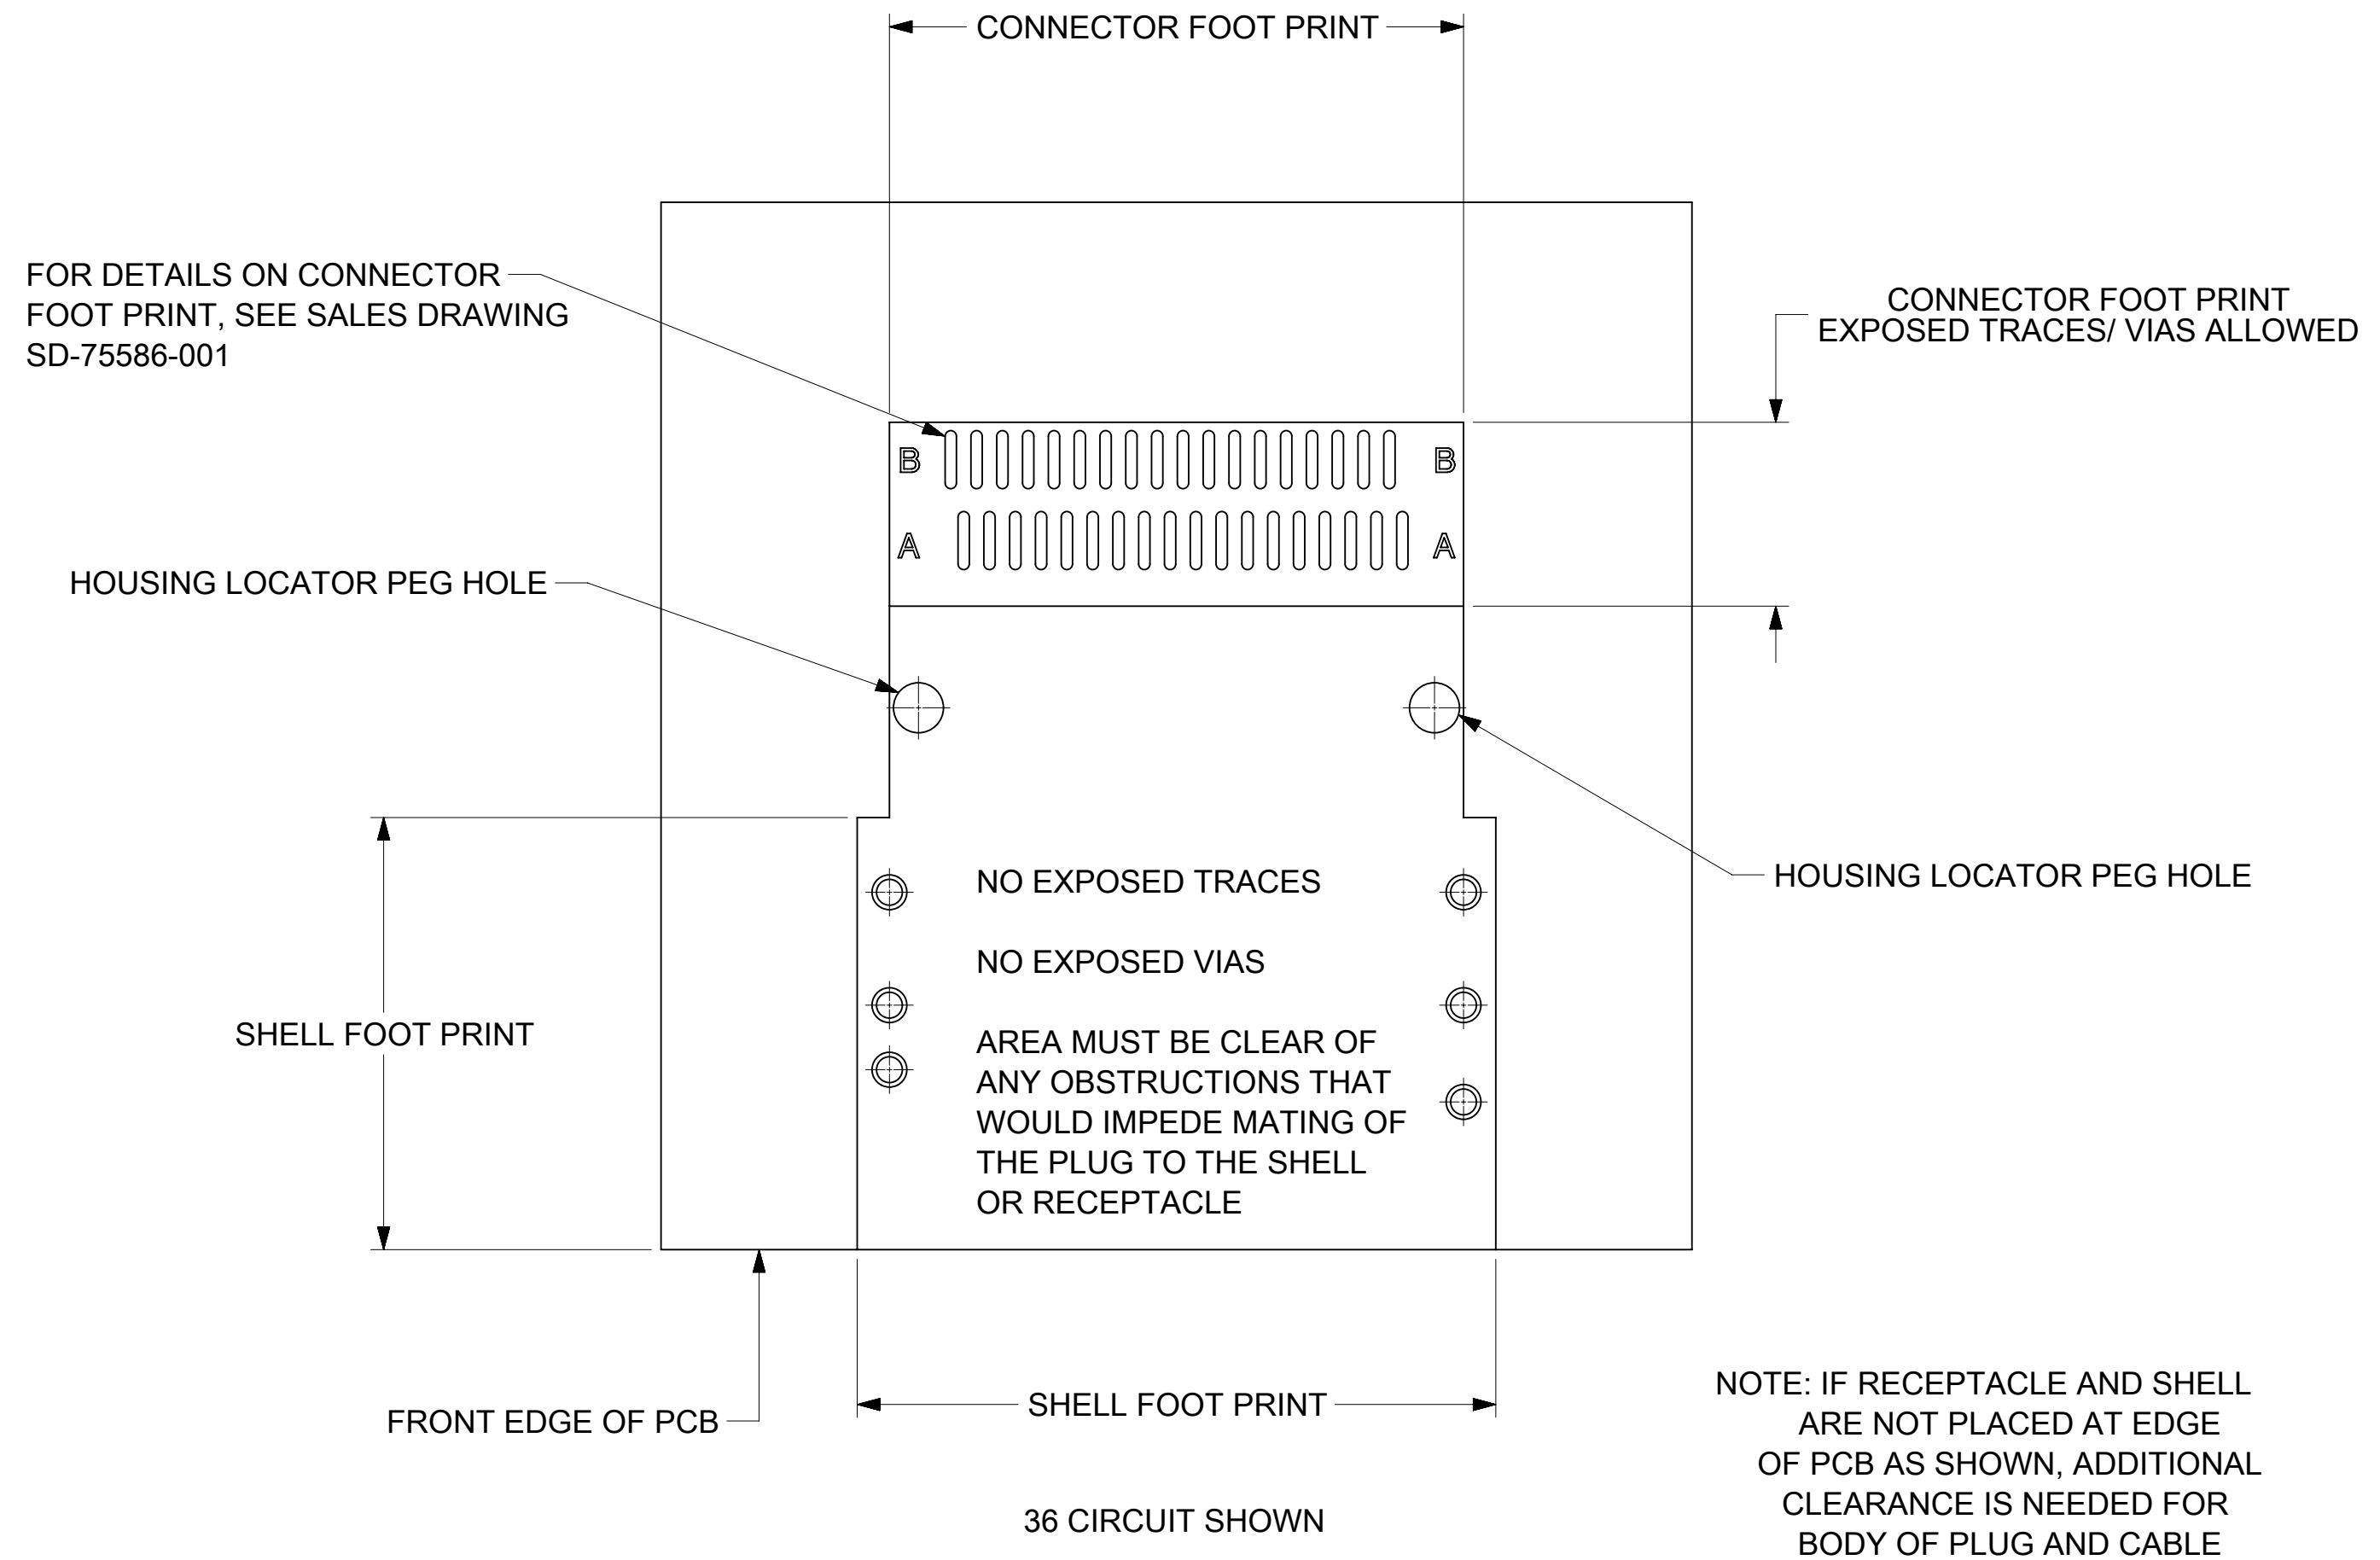 CONNECTOR FOOT PRINT
FOR DETAILS ON CONNECTOR
FOOT PRINT, SEE SALES DRAWING
SD-75586-001
CONNECTOR FOOT PRINT
EXPOSED TRACES/ VIAS ALLOWED
B
B
A
A
HOUSING LOCATOR PEG HOLE
HOUSING LOCATOR PEG HOLE
NO EXPOSED TRACES
NO EXPOSED VIAS
AREA MUST BE CLEAR OF
ANY OBSTRUCTIONS THAT
WOULD IMPEDE MATING OF
THE PLUG TO THE SHELL
OR RECEPTACLE
SHELL FOOT PRINT
SHELL FOOT PRINT
FRONT EDGE OF PCB
36 CIRCUIT SHOWN
NOTE: IF RECEPTACLE AND SHELL
ARE NOT PLACED AT EDGE
OF PCB AS SHOWN, ADDITIONAL
CLEARANCE IS NEEDED FOR
BODY OF PLUG AND CABLE